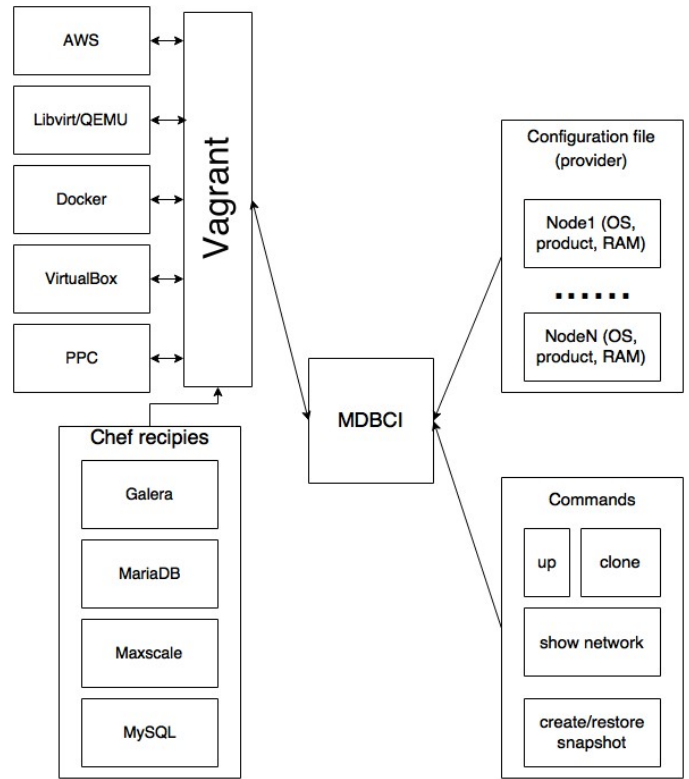 AWS
Libvirt/QEMU
Docker
VirtualBox
PPC
Vagrant
Chef recipies
Galera
MariaDB
Maxscale
MySQL
MDBCI
Configuration file
(provider)
Node1 (OS,
product, RAM)
......
NodeN (OS,
product, RAM)
Commands
up
clone
show network
create/restore
snapshot